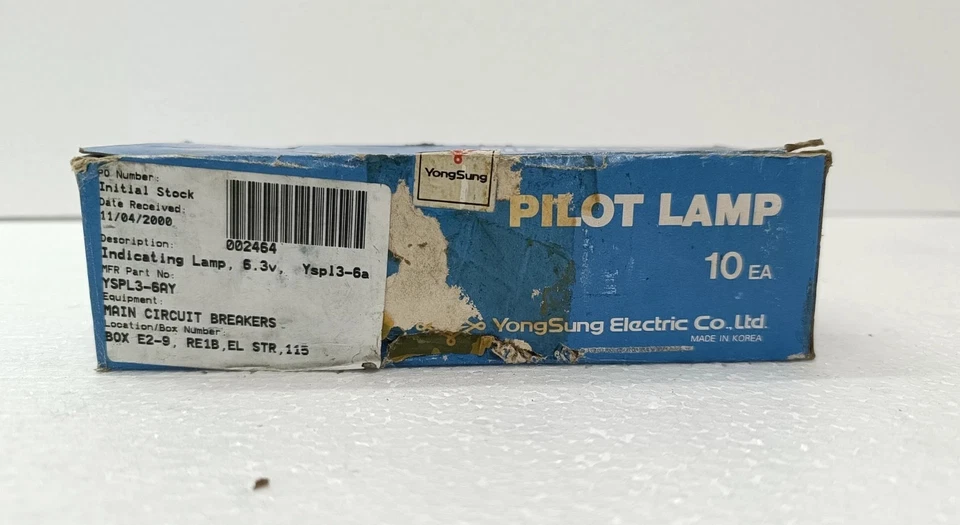 PO Number:
Initial Stock
Date Received:
11/04/2000
002464
Description:
Indicating Lamp, 6.3v, Yspl3-6a
MFR Part No:
YSPL3-6AY
Equipment:
MAIN CIRCUIT BREAKERS
Location/Box Number
BOX E2-9, RE1B,EL STR,115
YongSung
PILOT LAMP
10 EA
YongSung Electric Co., Ltd.
MADE IN KOREA